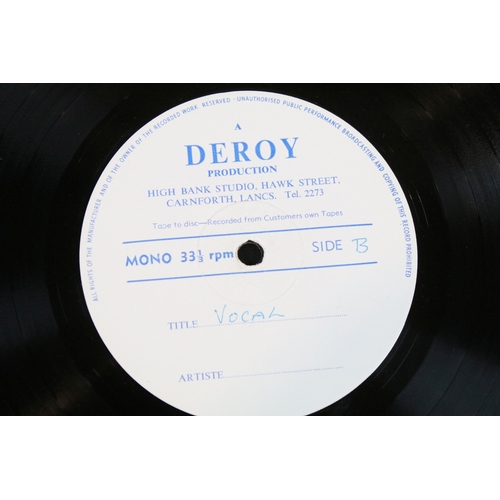 ALL RIGHTS OF THE MANUFACTURER AND OF THE OWNER OF THE RECORDED WORK RESERVED - UNAUTHORISED PUBLIC PERFORMANCE BROADCASTING AND COPYING OF THIS RECORD PROHIBITED
A
DEROY
PRODUCTION
HIGH BANK STUDIO, HAWK STREET,
CARNFORTH, LANCS. Tel. 2273
Tape to disc—Recorded from Customers own Tapes
MONO 33⅓ rpm SIDE B
TITLE VOCAL
ARTISTE